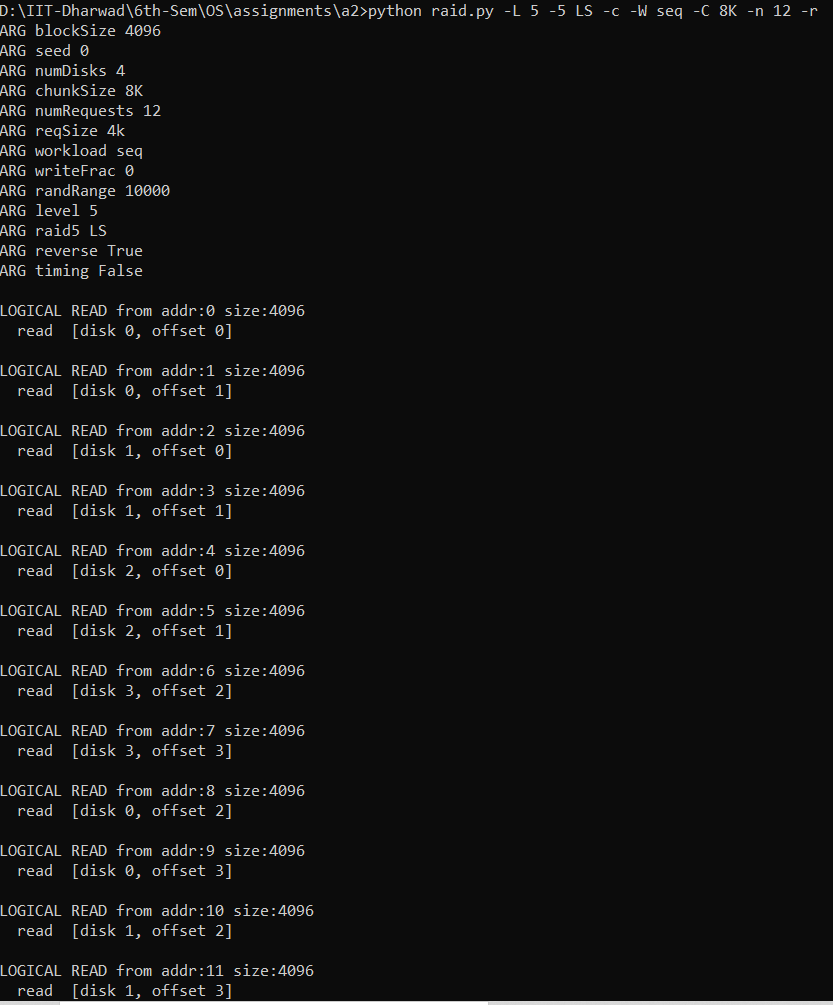 D:\IIT-Dharwad\6th-Sem\OS\assignments\a2>python raid.py -L 5 -5 LS -c -W seq -C 8K -n 12 -r
ARG blockSize 4096
ARG seed 0
ARG numDisks 4
ARG chunkSize 8K
ARG numRequests 12
ARG reqSize 4k
ARG workload seq
ARG writeFrac 0
ARG randRange 10000
ARG level 5
ARG raid5 LS
ARG reverse True
ARG timing False
LOGICAL READ from addr:0 size:4096
read [disk 0, offset 0]
LOGICAL READ from addr:1 size:4096
read [disk 0, offset 1]
LOGICAL READ from addr:2 size:4096
read [disk 1, offset 0]
LOGICAL READ from addr:3 size:4096
read [disk 1, offset 1]
LOGICAL READ from addr:4 size:4096
read [disk 2, offset 0]
LOGICAL READ from addr:5 size:4096
read [disk 2, offset 1]
LOGICAL READ from addr:6 size:4096
read [disk 3, offset 2]
LOGICAL READ from addr:7 size:4096
read [disk 3, offset 3]
LOGICAL READ from addr:8 size:4096
read [disk 0, offset 2]
LOGICAL READ from addr:9 size:4096
read [disk 0, offset 3]
LOGICAL READ from addr:10 size:4096
read [disk 1, offset 2]
LOGICAL READ from addr:11 size:4096
read [disk 1, offset 3]